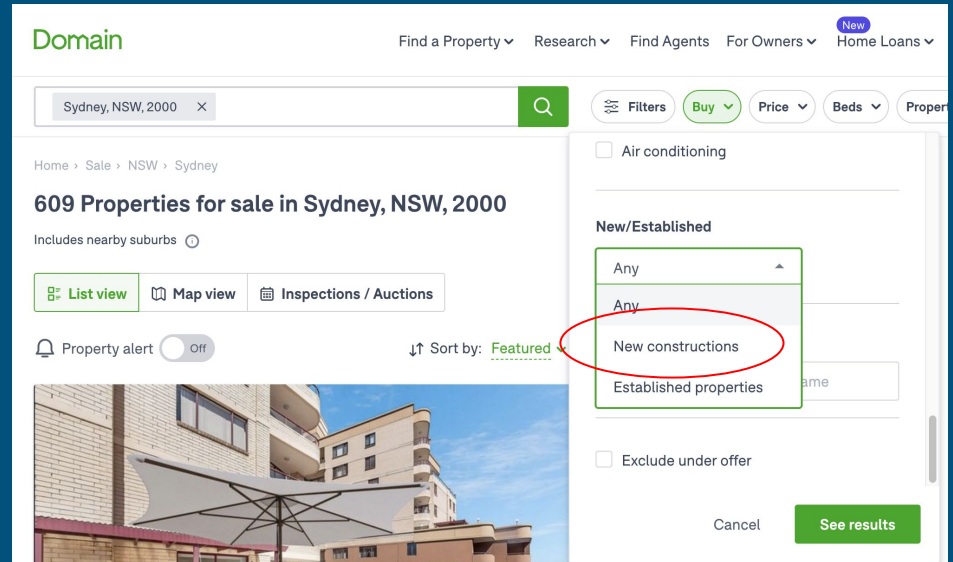 Domain
Find a Property
Research
Find Agents
For Owners
New
Home Loans
Sydney, NSW, 2000 ×
Filters
Buy
Price
Beds
Propert
Home › Sale › NSW › Sydney
609 Properties for sale in Sydney, NSW, 2000
Includes nearby suburbs
List view
Map view
Inspections / Auctions
Property alert Off
Sort by: Featured
Air conditioning
New/Established
Any
Any
New constructions
Established properties
ame
Exclude under offer
Cancel
See results